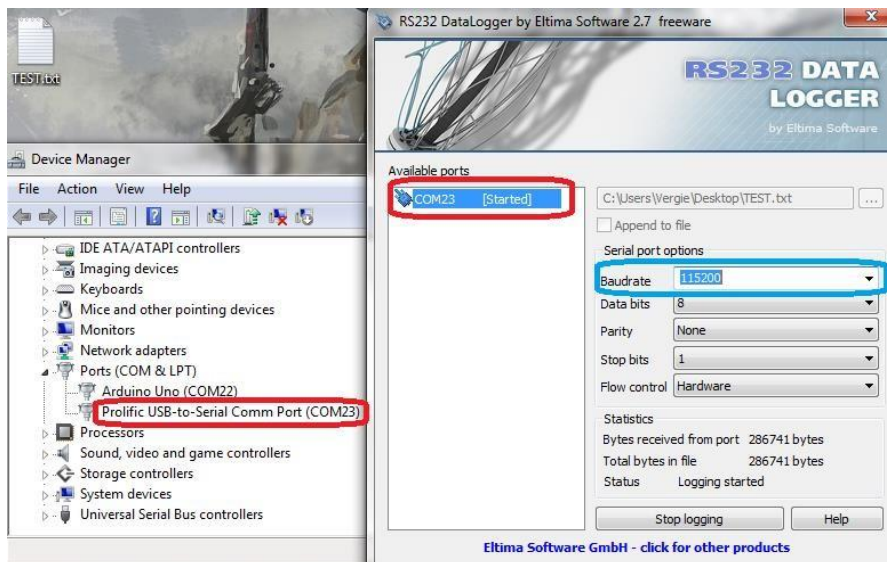 TEST.txt
Device Manager
File Action View Help
IDE ATA/ATAPI controllers
Imaging devices
Keyboards
Mice and other pointing devices
Monitors
Network adapters
Ports (COM & LPT)
Arduino Uno (COM22)
Prolific USB-to-Serial Comm Port (COM23)
Processors
Sound, video and game controllers
Storage controllers
System devices
Universal Serial Bus controllers
RS232 DataLogger by Eltima Software 2.7 freeware
RS232 DATA
LOGGER
by Eltima Software
Available ports
COM23 [Started]
C:\Users\Vergie\Desktop\TEST.txt ...
Append to file
Serial port options
Baudrate 115200
Data bits 8
Parity None
Stop bits 1
Flow control Hardware
Statistics
Bytes received from port 286741 bytes
Total bytes in file 286741 bytes
Status Logging started
Stop logging Help
Eltima Software GmbH - click for other products